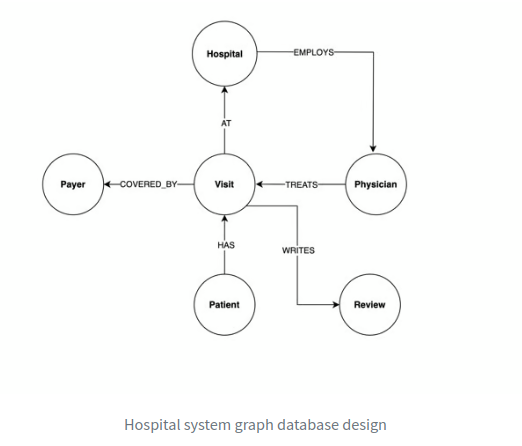 Hospital
EMPLOYS
AT
Payer
COVERED_BY
Visit
TREATS
Physician
HAS
WRITES
Patient
Review
Hospital system graph database design